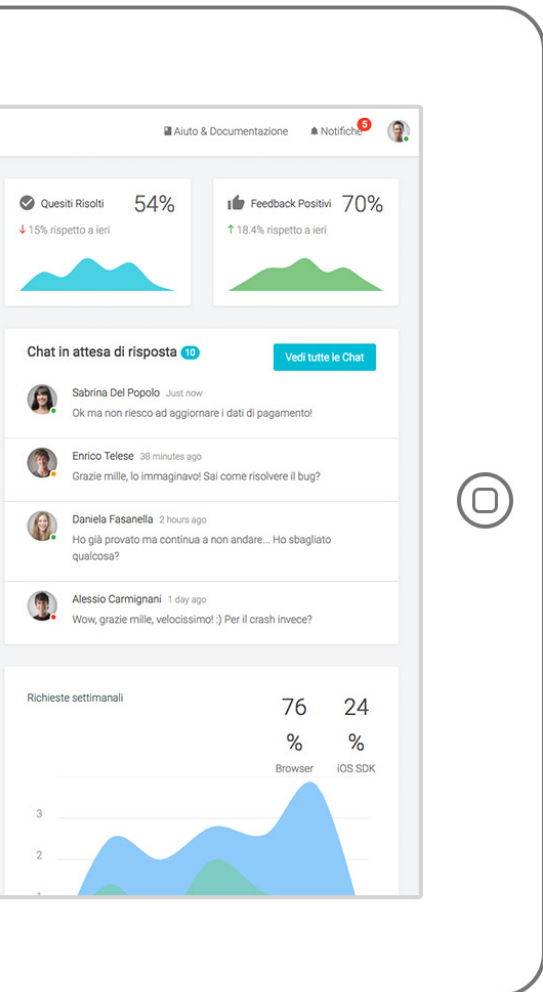 Aiuto & Documentazione
Notifiche
5
Quesiti Risolti 54%
15% rispetto a ieri
Feedback Positivi 70%
18.4% rispetto a ieri
Chat in attesa di risposta 10
Vedi tutte le Chat
Sabrina Del Popolo Just now
Ok ma non riesco ad aggiornare i dati di pagamento!
Enrico Telese 38 minutes ago
Grazie mille, lo immaginavo! Sai come risolvere il bug?
Daniela Fasanella 2 hours ago
Ho già provato ma continua a non andare... Ho sbagliato
qualcosa?
Alessio Carmignani 1 day ago
Wow, grazie mille, velocissimo! :) Per il crash invece?
Richieste settimanali
76
%
Browser
24
%
iOS SDK
3
2